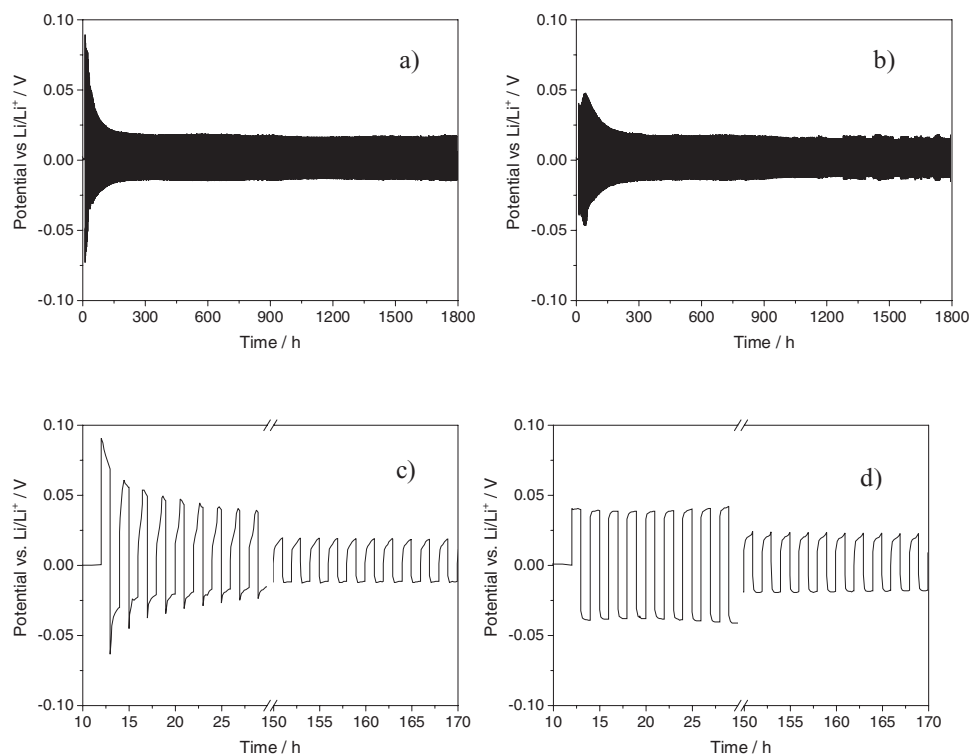 0.10
0.05
0.00
-0.05
-0.10
Potential vs Li/Li⁺ / V
a)
0 300 600 900 1200 1500 1800
Time / h
0.10
0.05
0.00
-0.05
-0.10
Potential vs Li/Li⁺ / V
b)
0 300 600 900 1200 1500 1800
Time / h
0.10
0.05
0.00
-0.05
-0.10
Potential vs. Li/Li⁺ / V
c)
10 15 20 25 150 155 160 165 170
Time / h
0.10
0.05
0.00
-0.05
-0.10
Potential vs. Li/Li⁺ / V
d)
10 15 20 25 150 155 160 165 170
Time / h